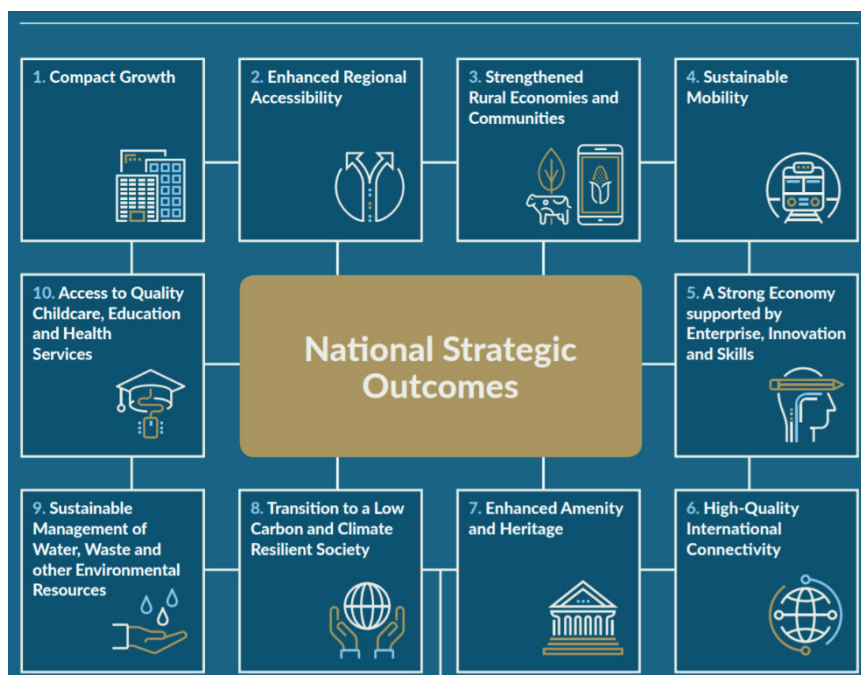 1. Compact Growth
2. Enhanced Regional
Accessibility
3. Strengthened
Rural Economies and
Communities
4. Sustainable
Mobility
10. Access to Quality
Childcare, Education
and Health
Services
National Strategic
Outcomes
5. A Strong Economy
supported by
Enterprise, Innovation
and Skills
9. Sustainable
Management of
Water, Waste and
other Environmental
Resources
8. Transition to a Low
Carbon and Climate
Resilient Society
7. Enhanced Amenity
and Heritage
6. High-Quality
International
Connectivity